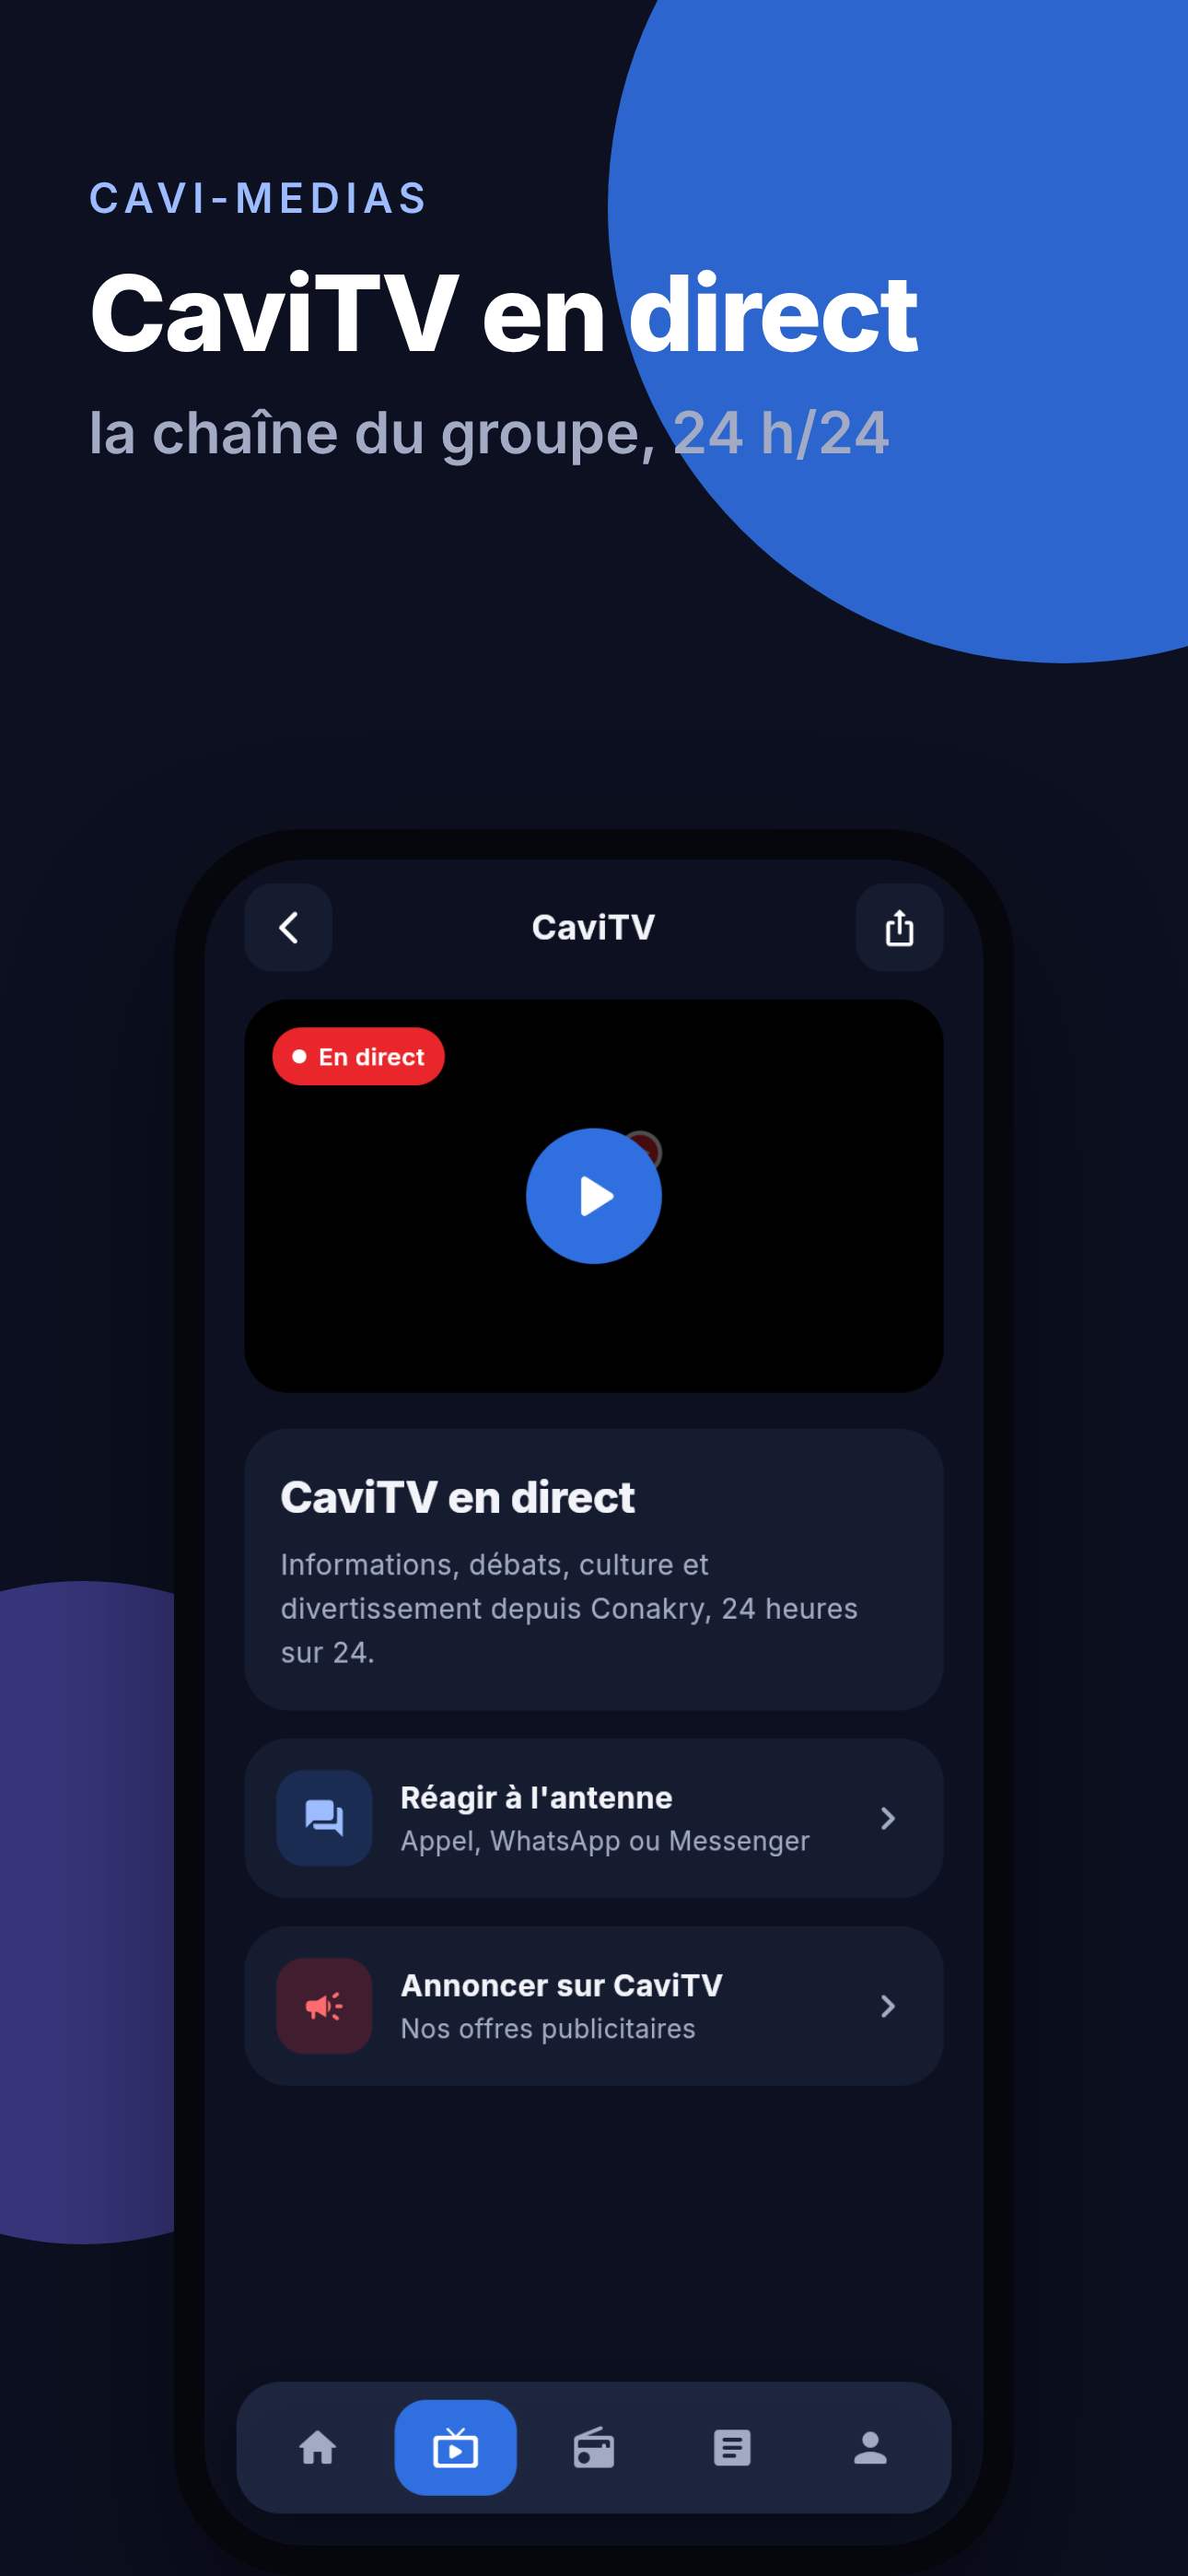 CAVI-MEDIAS
CaviTV en direct
la chaîne du groupe, 24 h/24
CaviTV
En direct
CaviTV en direct
Informations, débats, culture et
divertissement depuis Conakry, 24 heures
sur 24.
Réagir à l'antenne
Appel, WhatsApp ou Messenger
Annoncer sur CaviTV
Nos offres publicitaires